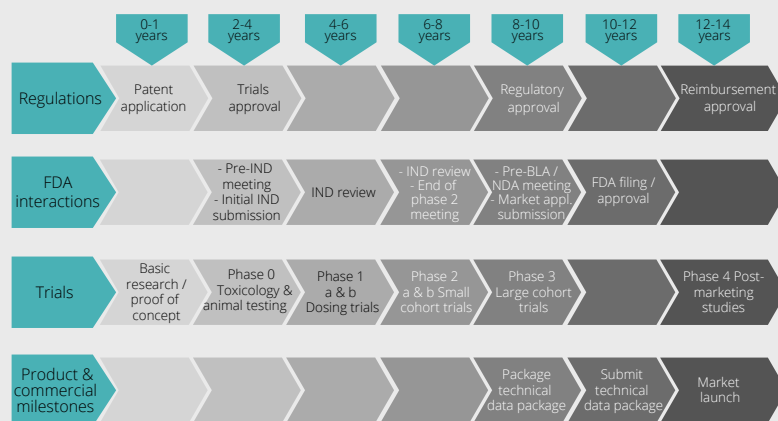 0-1
years
2-4
years
4-6
years
6-8
years
8-10
years
10-12
years
12-14
years
Regulations
Patent
application
Trials
approval
Regulatory
approval
Reimbursement
approval
FDA
interactions
- Pre-IND
meeting
- Initial IND
submission
IND review
- IND review
- End of
phase 2
meeting
- Pre-BLA /
NDA meeting
- Market appl.
submission
FDA filing /
approval
Trials
Basic
research /
proof of
concept
Phase 0
Toxicology &
animal testing
Phase 1
a & b
Dosing trials
Phase 2
a & b Small
cohort trials
Phase 3
Large cohort
trials
Phase 4 Post-
marketing
studies
Product &
commercial
milestones
Package
technical
data package
Submit
technical
data package
Market
launch